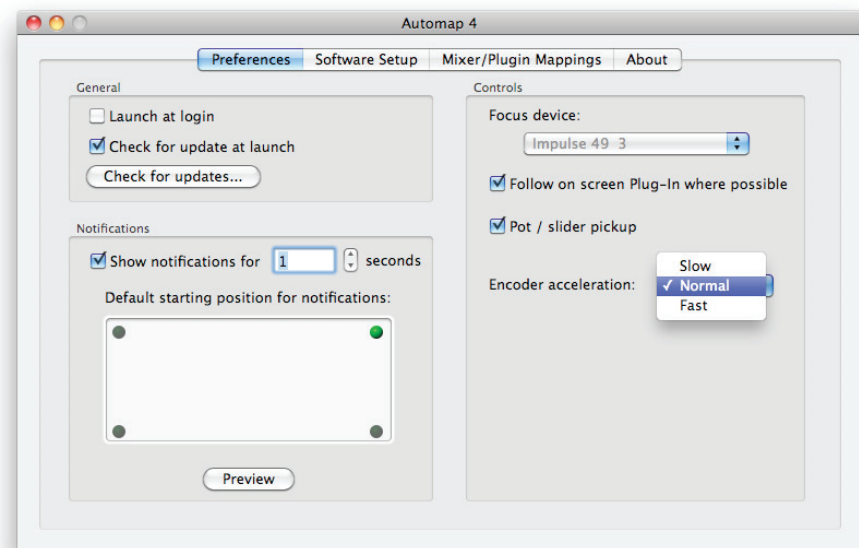 Automap 4
Preferences
Software Setup
Mixer/Plugin Mappings
About
General
Launch at login
Check for update at launch
Check for updates...
Notifications
Show notifications for 1 seconds
Default starting position for notifications:
Preview
Controls
Focus device:
Impulse 49 3
Follow on screen Plug-In where possible
Pot / slider pickup
Encoder acceleration:
Slow
✓ Normal
Fast